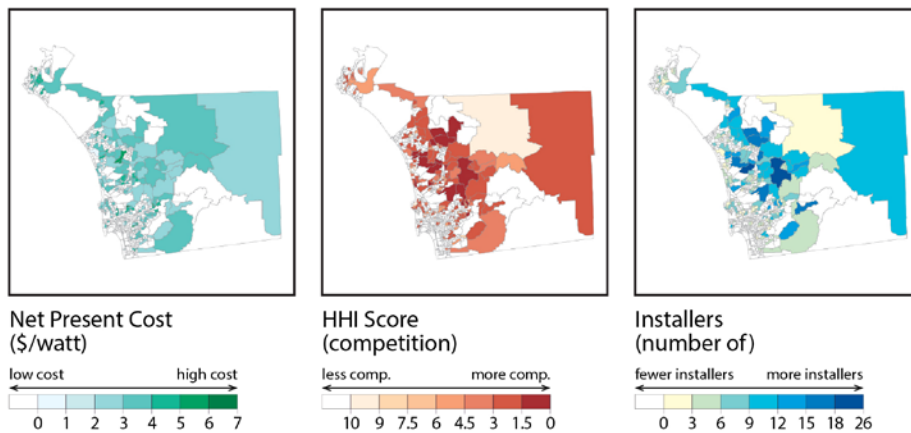 Net Present Cost
($/watt)
low cost high cost
0 1 2 3 4 5 6 7
HHI Score
(competition)
less comp. more comp.
10 9 7.5 6 4.5 3 1.5 0
Installers
(number of)
fewer installers more installers
0 3 6 9 12 15 18 26